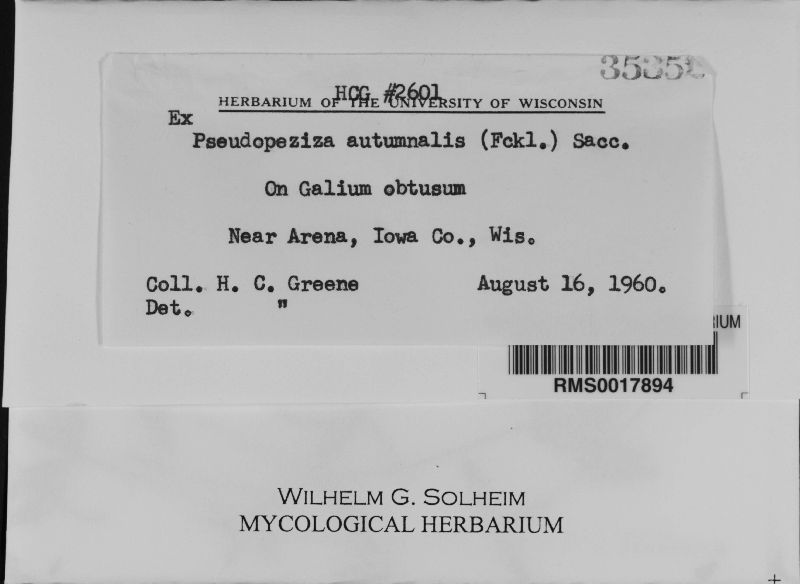 HCG #2601
HERBARIUM OF THE UNIVERSITY OF WISCONSIN
Ex
Pseudopeziza autumnalis (Fckl.) Sacc.
On Galium obtusum
Near Arena, Iowa Co., Wis.
Coll. H. C. Greene August 16, 1960.
Det. "
RMS0017894
WILHELM G. SOLHEIM
MYCOLOGICAL HERBARIUM